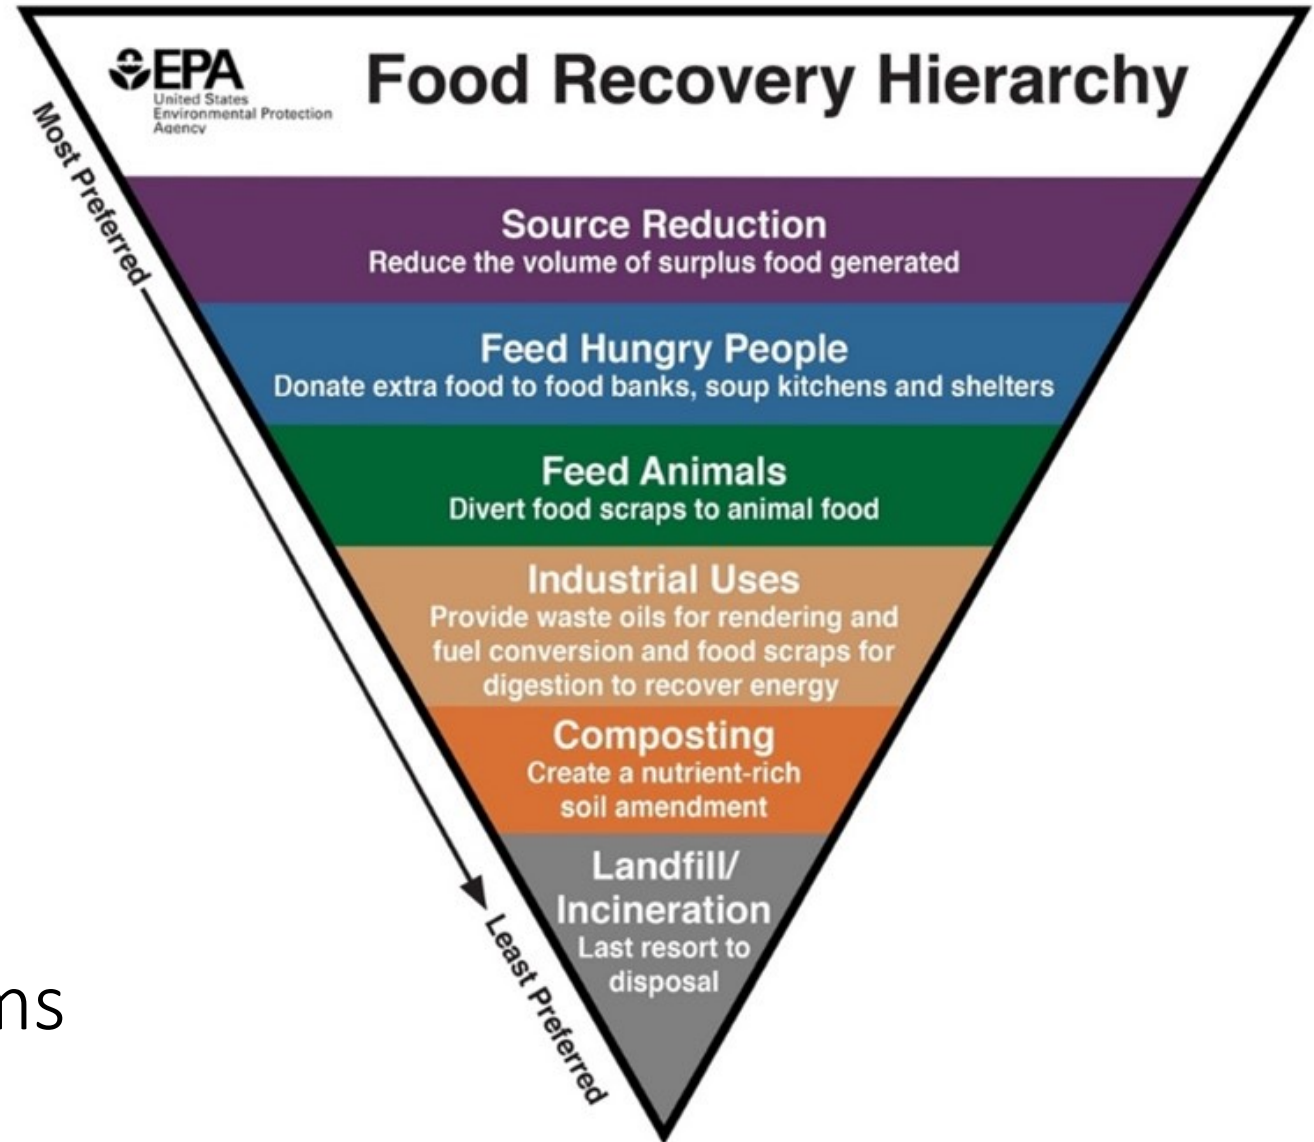 EPA
United States
Environmental Protection
Agency
Food Recovery Hierarchy
Most Preferred
Source Reduction
Reduce the volume of surplus food generated
Feed Hungry People
Donate extra food to food banks, soup kitchens and shelters
Feed Animals
Divert food scraps to animal food
Industrial Uses
Provide waste oils for rendering and
fuel conversion and food scraps for
digestion to recover energy
Composting
Create a nutrient-rich
soil amendment
Landfill/
Incineration
Last resort to
disposal
Least Preferred
ms